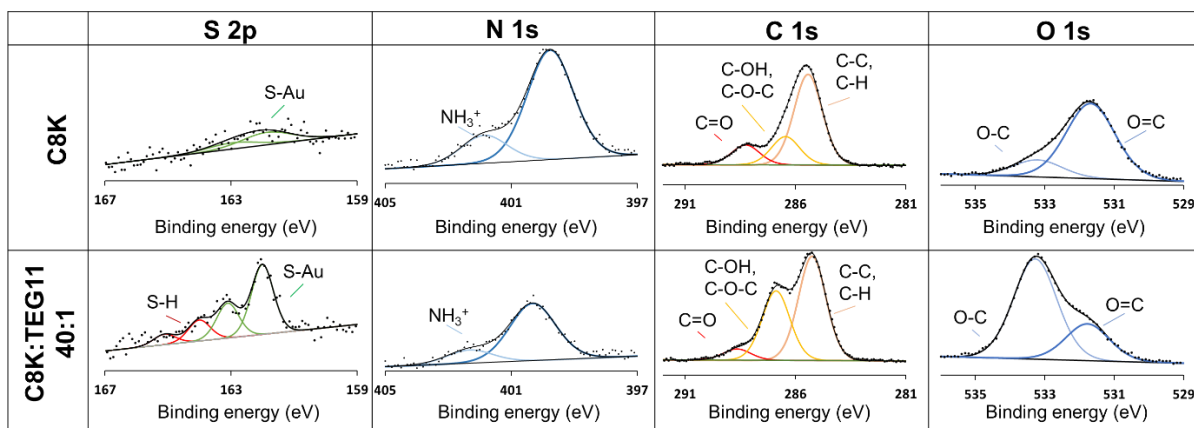 S 2p
N 1s
C 1s
O 1s
C8K
S-Au
167
163
159
Binding energy (eV)
NH₃⁺
405
401
397
Binding energy (eV)
C-OH,
C-O-C
C-C,
C-H
C=O
291
286
281
Binding energy (eV)
O-C
O=C
535
533
531
529
Binding energy (eV)
C8K:TEG11
40:1
S-H
S-Au
167
163
159
Binding energy (eV)
NH₃⁺
405
401
397
Binding energy (eV)
C-OH,
C-O-C
C-C,
C-H
C=O
291
286
281
Binding energy (eV)
O-C
O=C
535
533
531
529
Binding energy (eV)